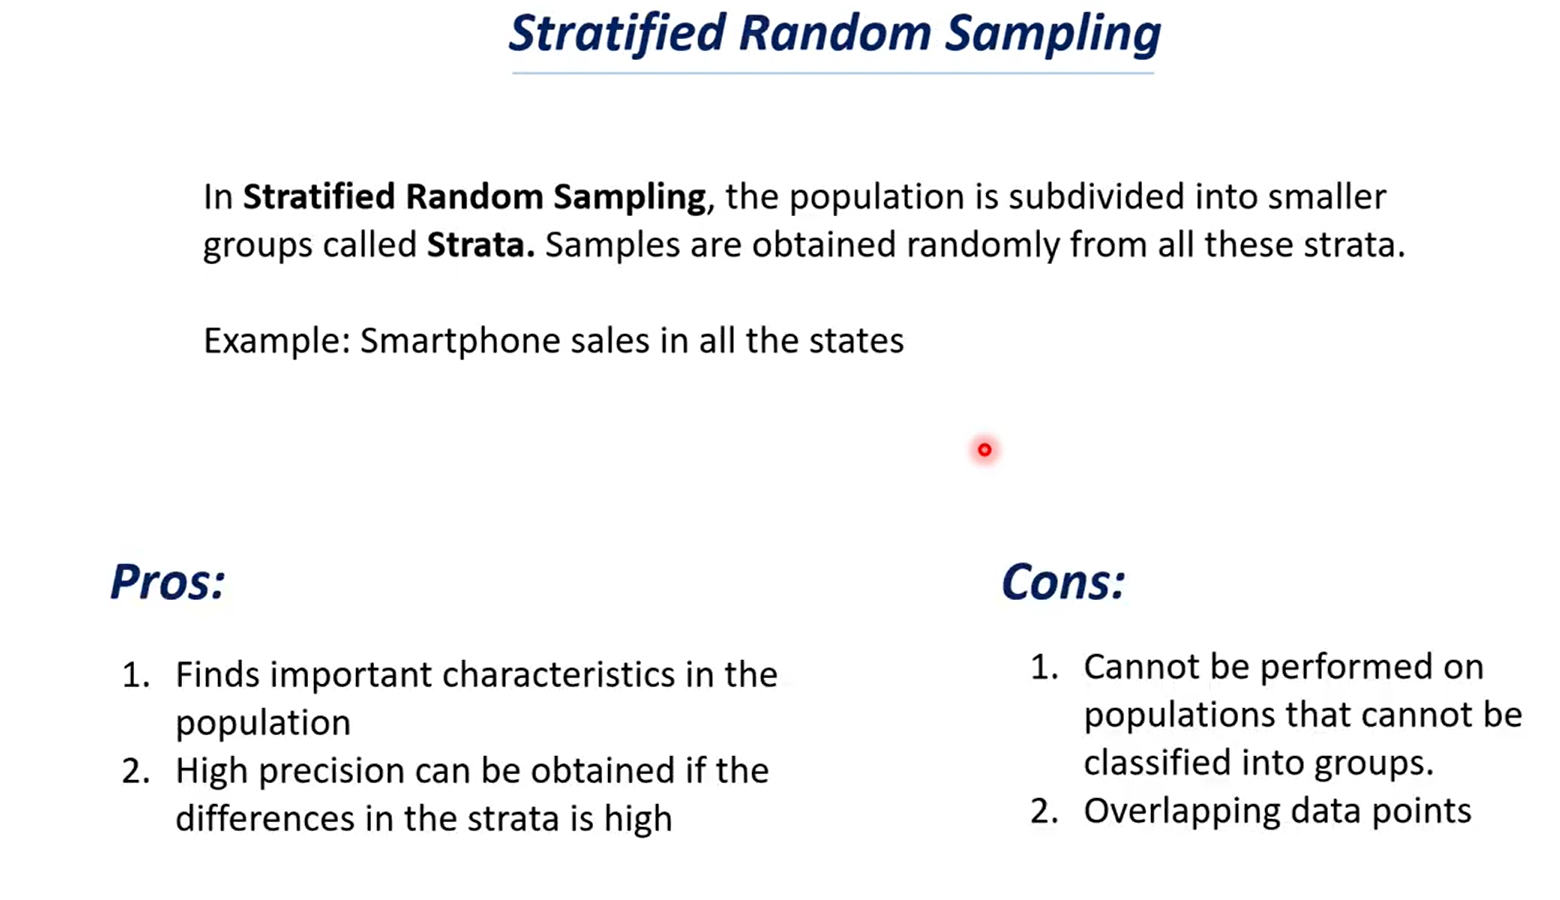 Stratified Random Sampling
In Stratified Random Sampling, the population is subdivided into smaller
groups called Strata. Samples are obtained randomly from all these strata.
Example: Smartphone sales in all the states
Pros:
1. Finds important characteristics in the
population
2. High precision can be obtained if the
differences in the strata is high
Cons:
1. Cannot be performed on
populations that cannot be
classified into groups.
2. Overlapping data points